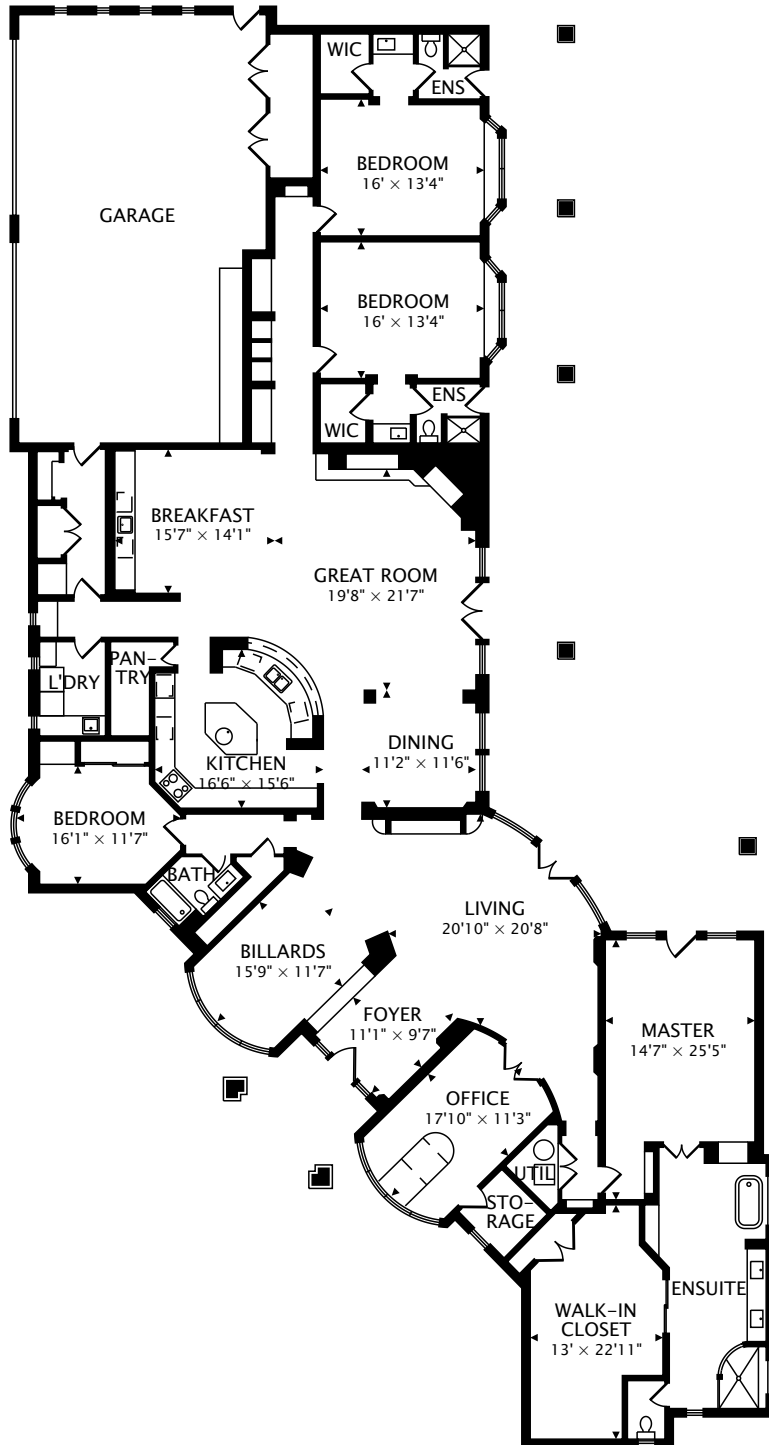 WIC
ENS
BEDROOM
16' × 13'4"
GARAGE
BEDROOM
16' × 13'4"
ENS
WIC
BREAKFAST
15'7" × 14'1"
GREAT ROOM
19'8" × 21'7"
PAN-
TRY
L'DRY
DINING
11'2" × 11'6"
KITCHEN
16'6" × 15'6"
BEDROOM
16'1" × 11'7"
BATH
LIVING
20'10" × 20'8"
BILLARDS
15'9" × 11'7"
FOYER
11'1" × 9'7"
MASTER
14'7" × 25'5"
OFFICE
17'10" × 11'3"
UTIL
STO-
RAGE
ENSUITE
WALK-IN
CLOSET
13' × 22'11"